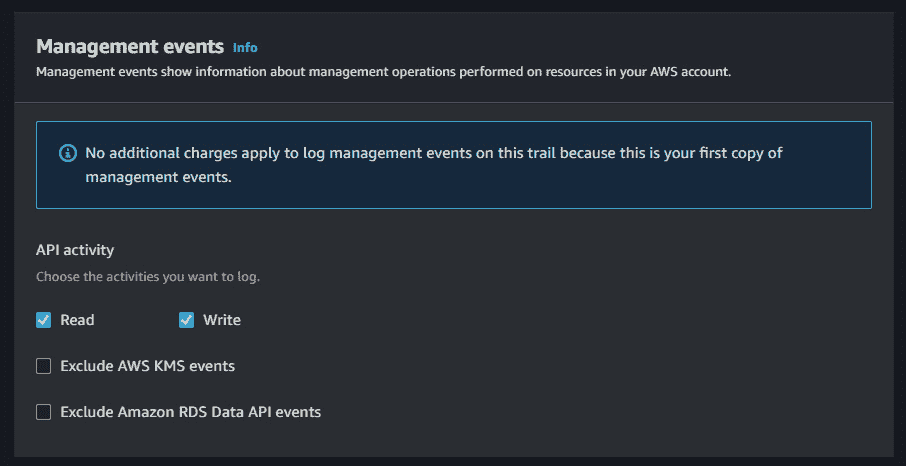 Management events Info
Management events show information about management operations performed on resources in your AWS account.
No additional charges apply to log management events on this trail because this is your first copy of
management events.
API activity
Choose the activities you want to log.
Read Write
Exclude AWS KMS events
Exclude Amazon RDS Data API events